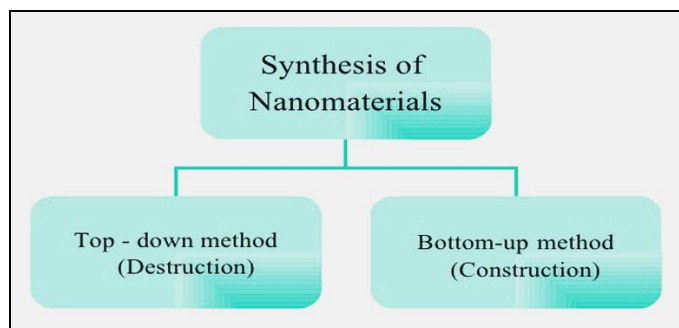 Synthesis of
Nanomaterials
Top - down method
(Destruction)
Bottom-up method
(Construction)